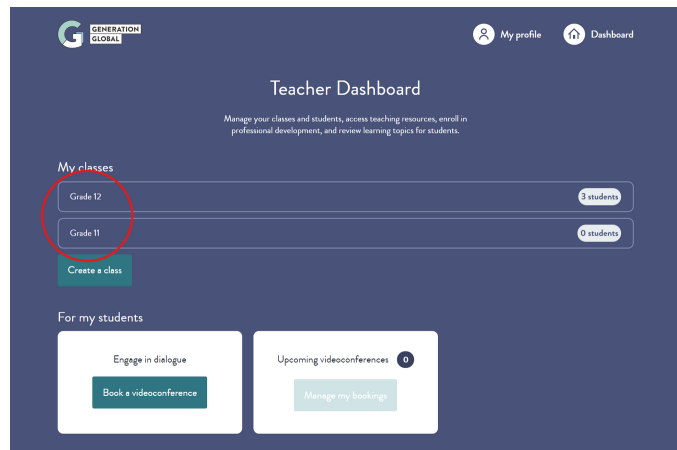 GENERATION
GLOBAL
My profile
Dashboard
Teacher Dashboard
Manage your classes and students, access teaching resources, enroll in
professional development, and review learning topics for students.
My classes
Grade 12
3 students
Grade 11
0 students
Create a class
For my students
Engage in dialogue
Book a videoconference
Upcoming videoconferences 0
Manage my bookings